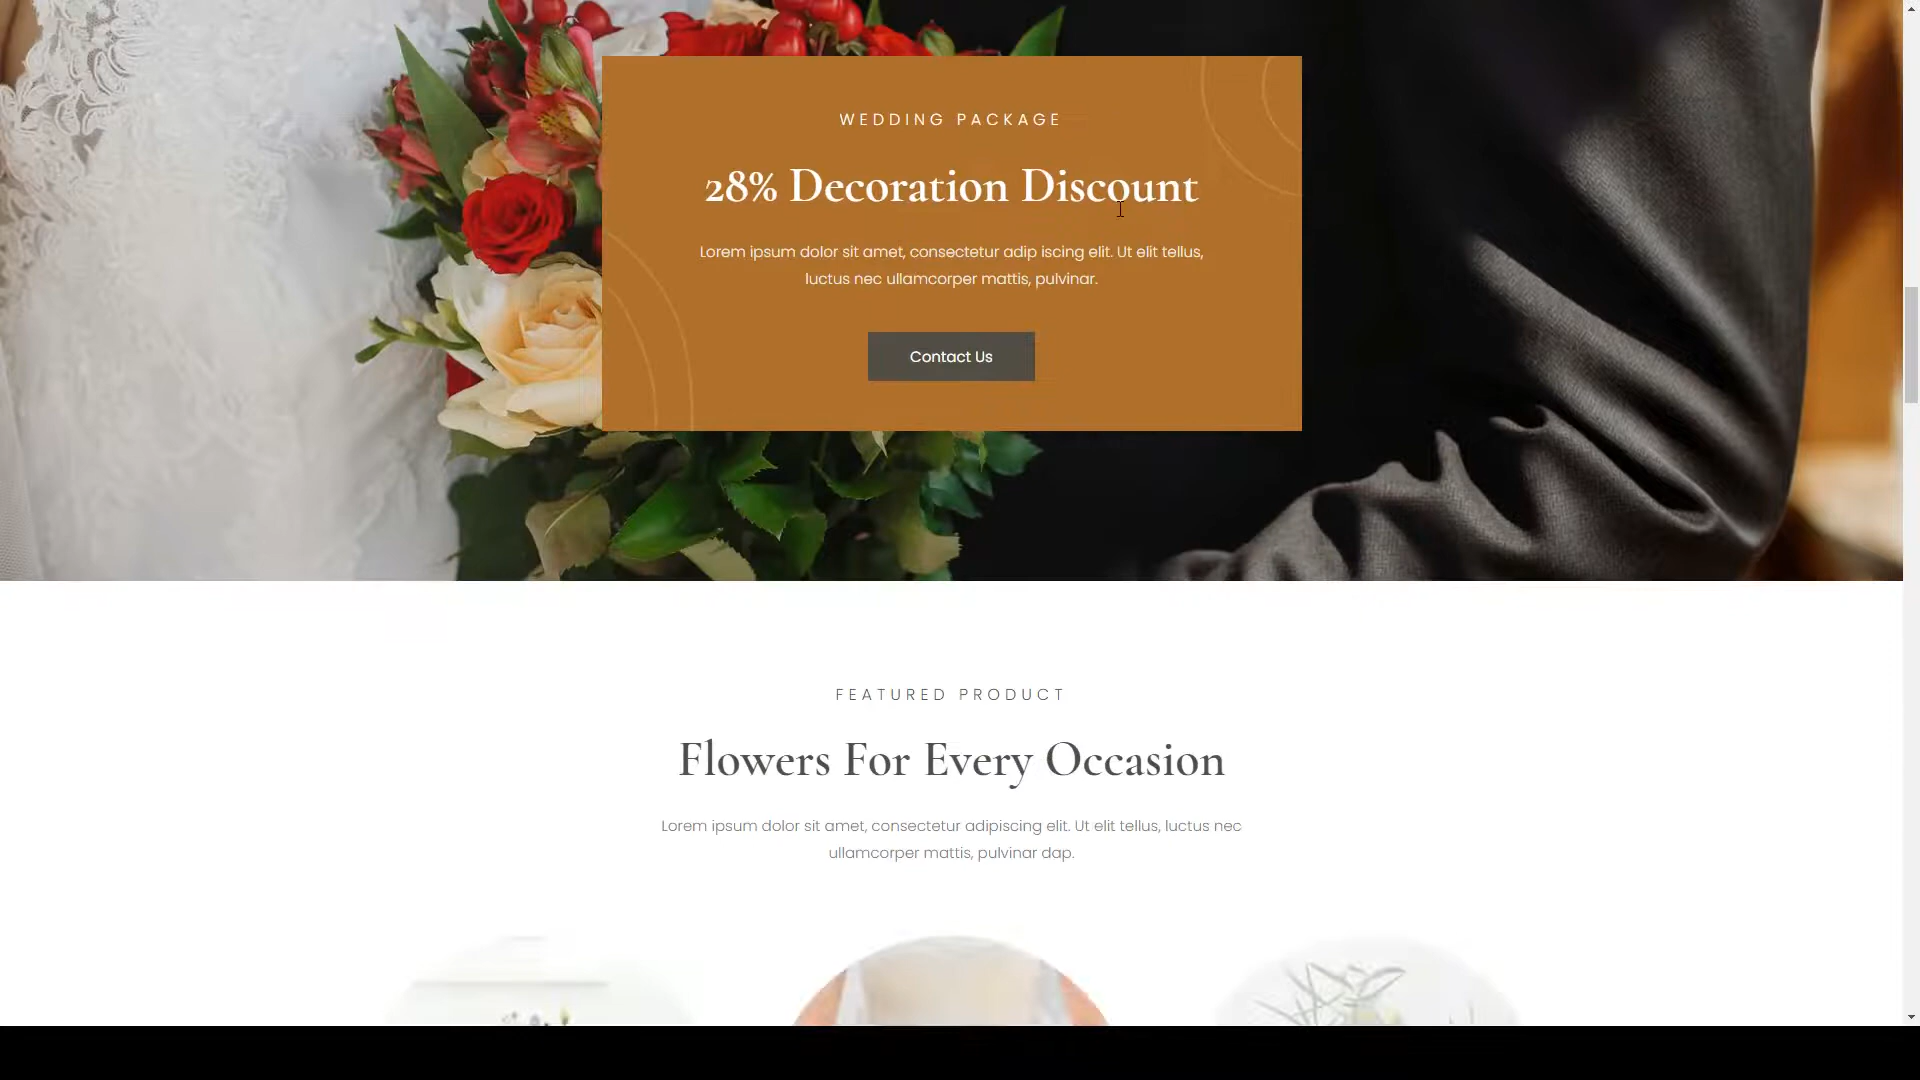 WEDDING PACKAGE
28% Decoration Discount
Lorem ipsum dolor sit amet, consectetur adip iscing elit. Ut elit tellus,
luctus nec ullamcorper mattis, pulvinar.
Contact Us
FEATURED PRODUCT
Flowers For Every Occasion
Lorem ipsum dolor sit amet, consectetur adipiscing elit. Ut elit tellus, luctus nec
ullamcorper mattis, pulvinar dap.